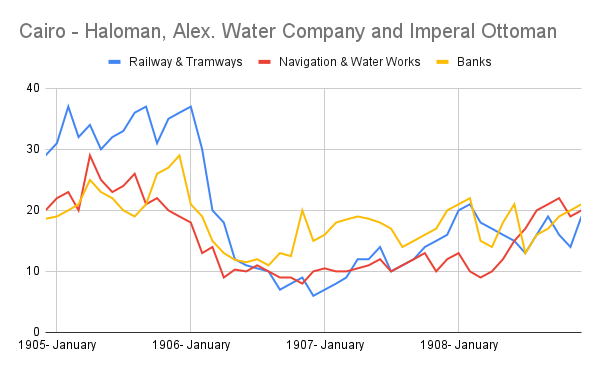 Cairo - Haloman, Alex. Water Company and Imperal Ottoman
Railway & Tramways Navigation & Water Works Banks
40
30
20
10
0
1905- January 1906- January 1907- January 1908- January